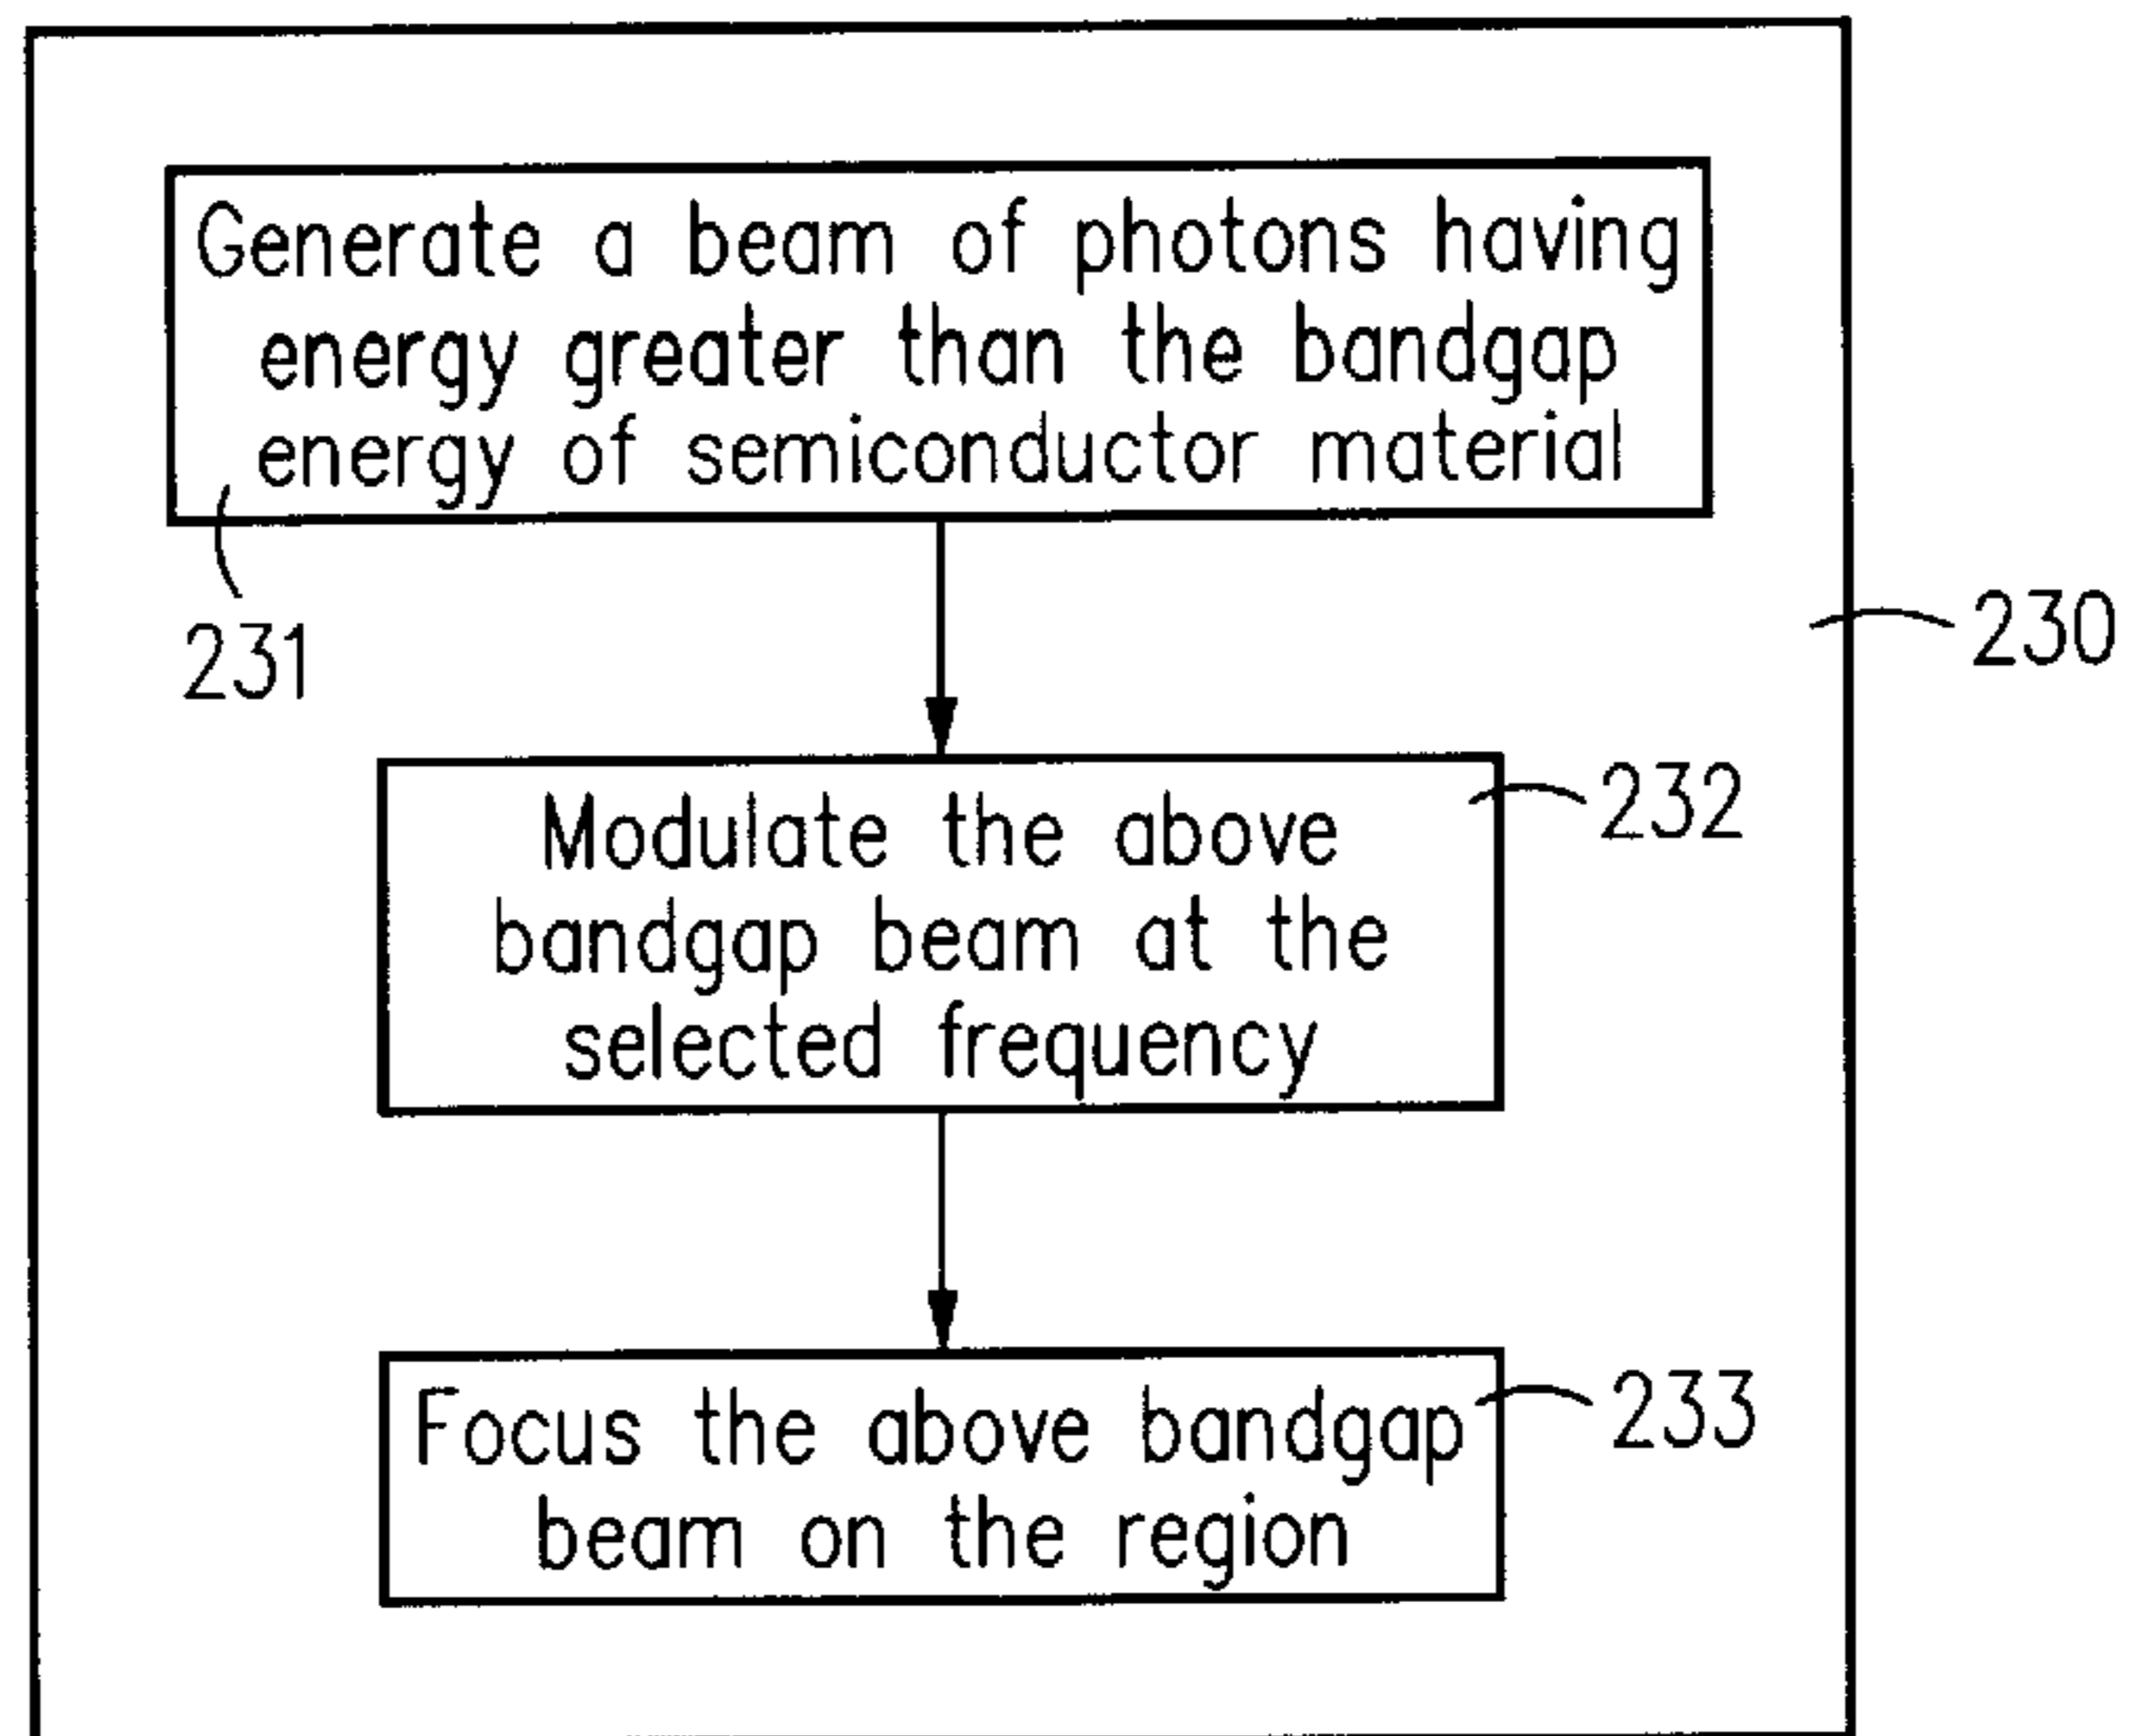 Generate a beam of photons having
energy greater than the bandgap
energy of semiconductor material
231
230
Modulate the above
bandgap beam at the
selected frequency
232
Focus the above bandgap
beam on the region
233